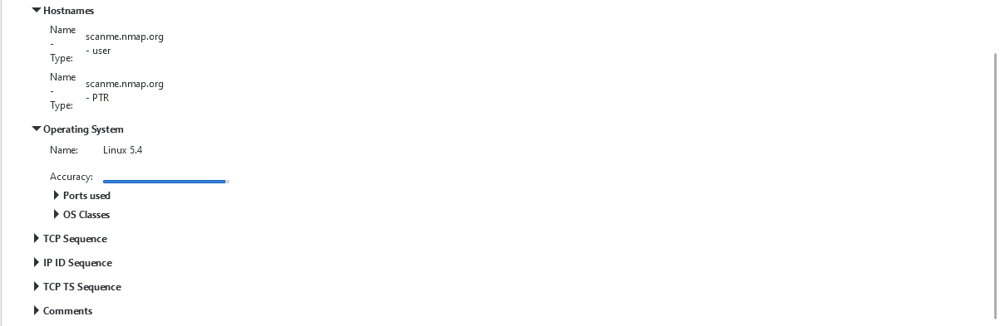 Hostnames
Name - Type:
scanme.nmap.org - user
Name - Type:
scanme.nmap.org - PTR
Operating System
Name: Linux 5.4
Accuracy:
Ports used
OS Classes
TCP Sequence
IP ID Sequence
TCP TS Sequence
Comments